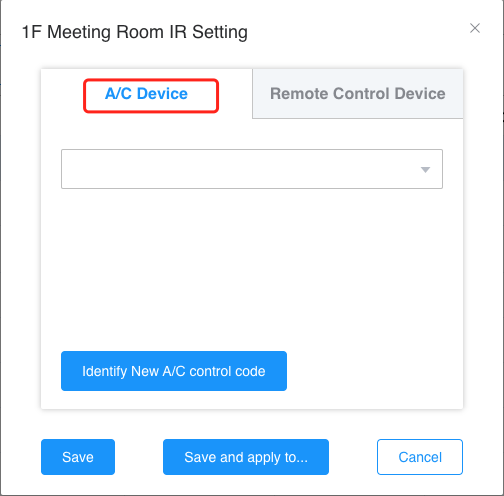 1F Meeting Room IR Setting
A/C Device
Remote Control Device
Identify New A/C control code
Save
Save and apply to...
Cancel